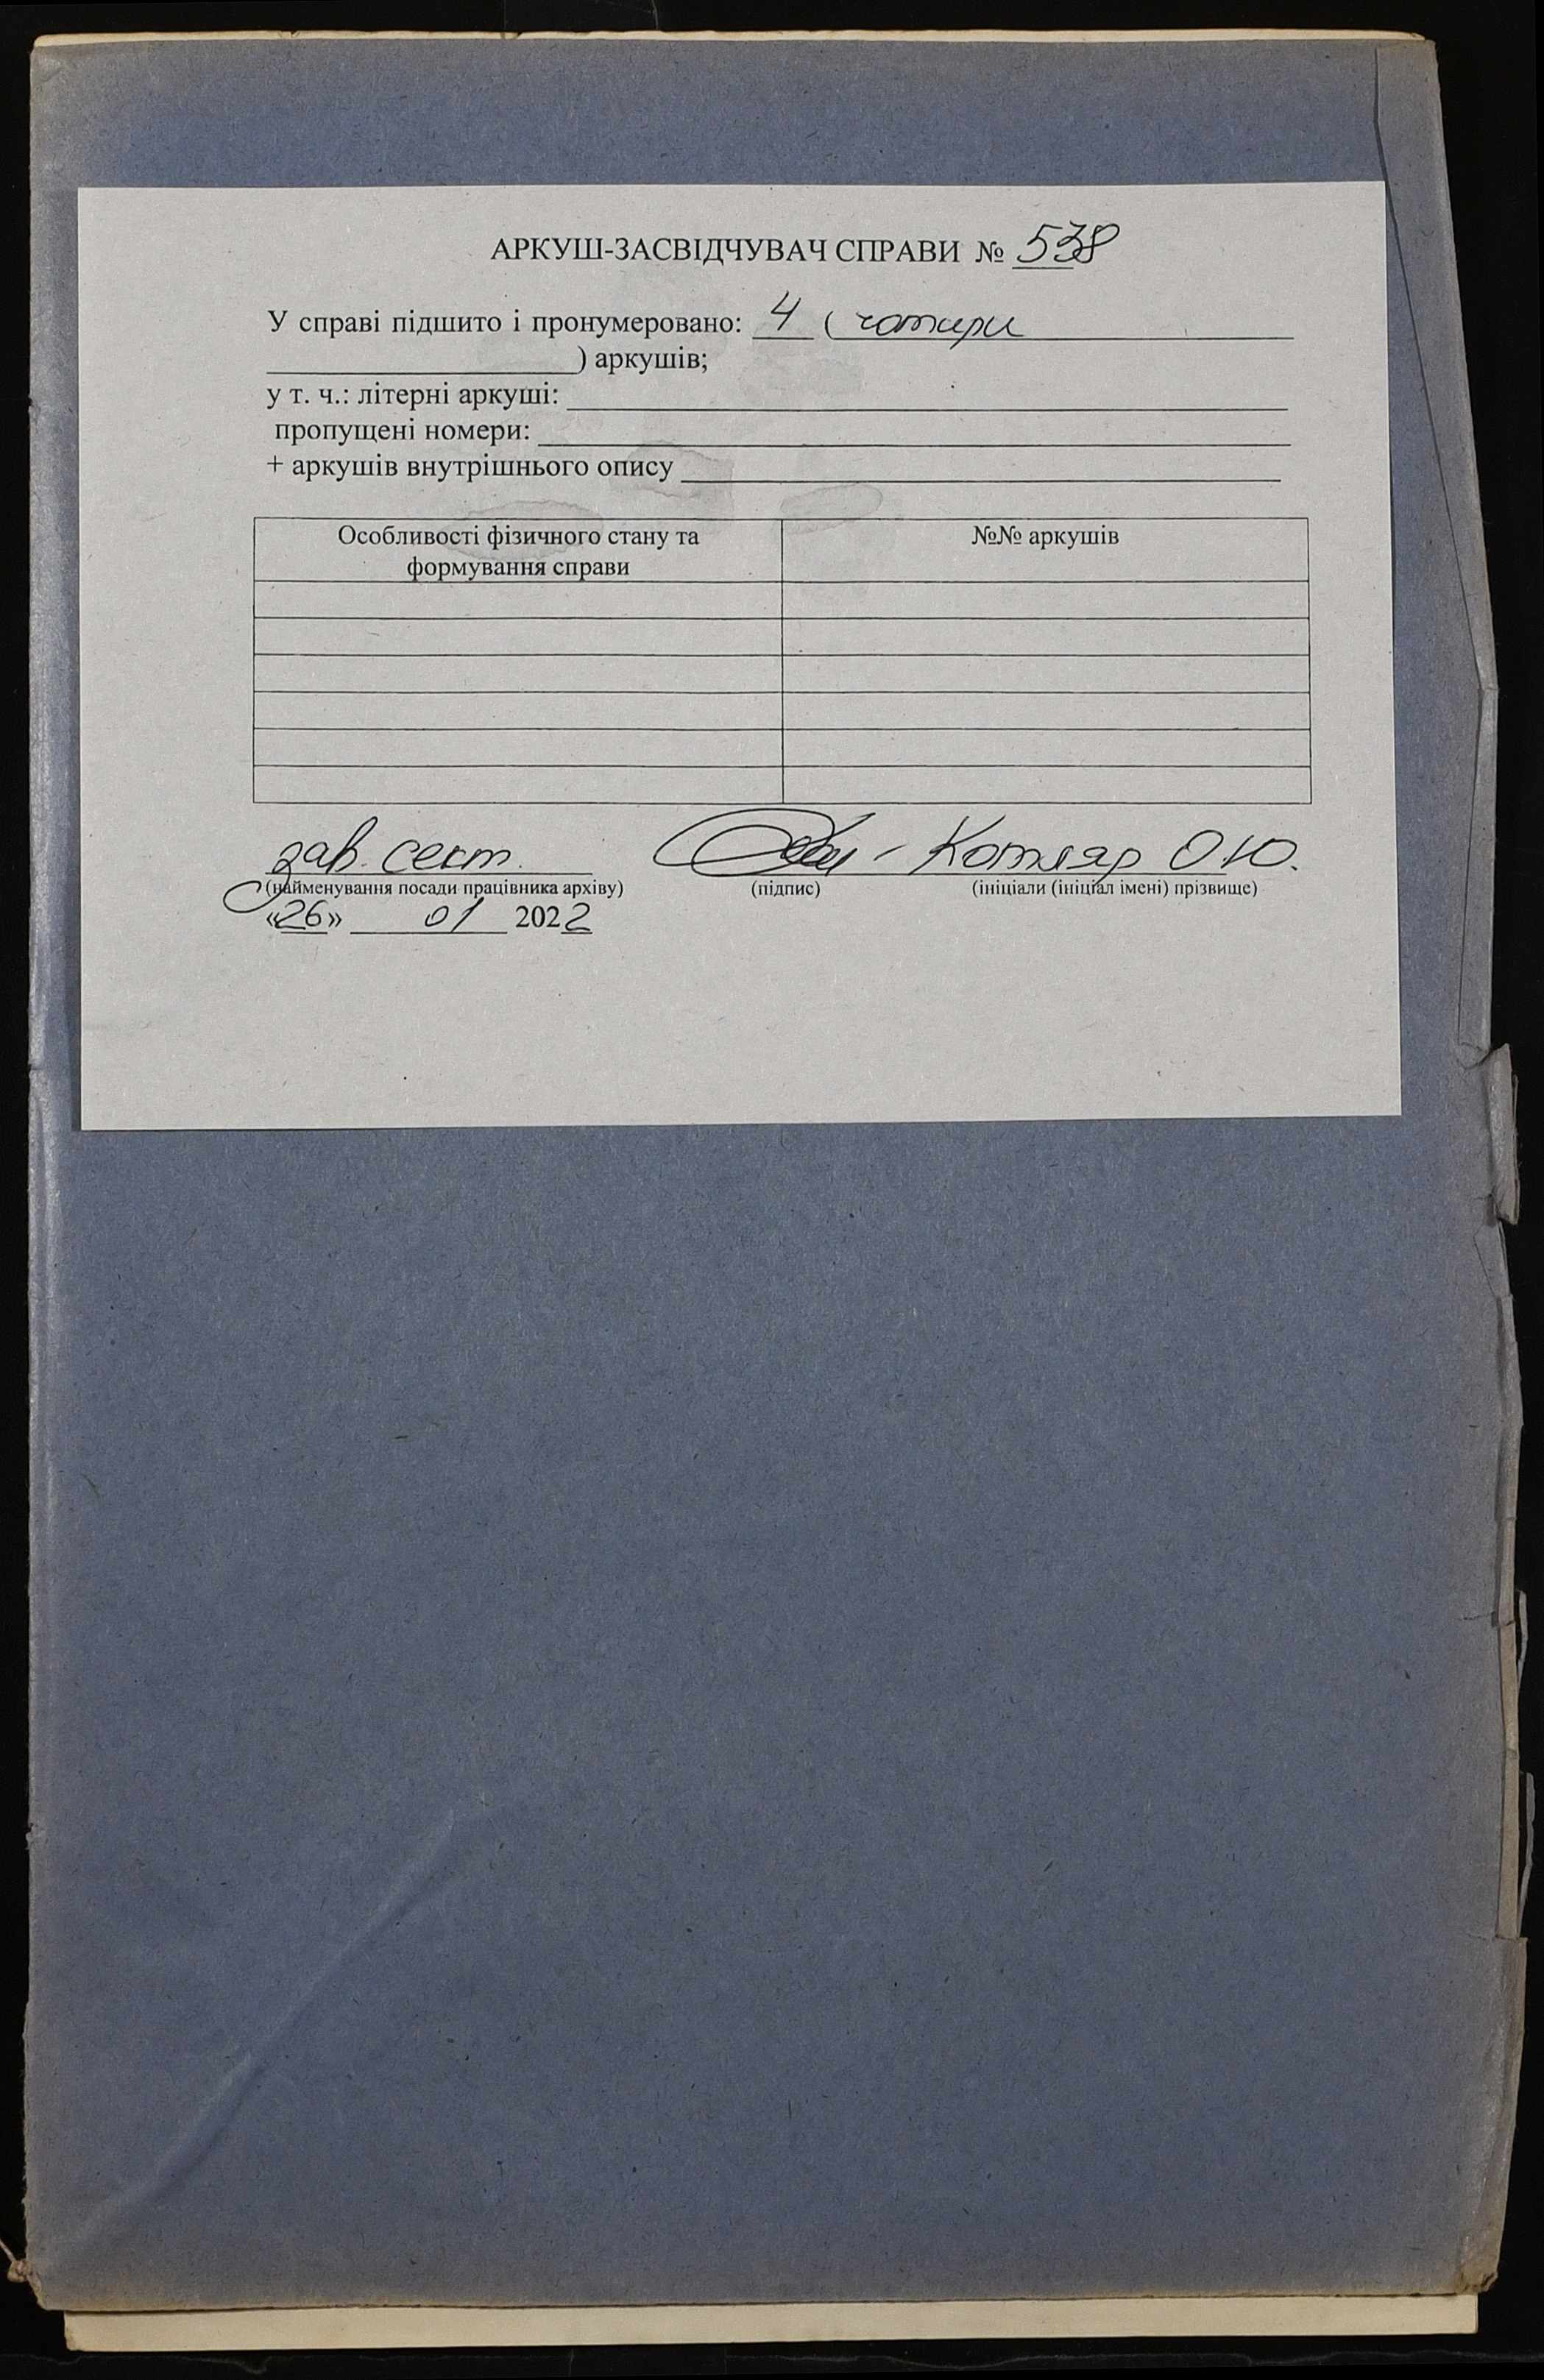 АРКУШ-ЗАСВІДЧУВАЧ СПРАВИ № 538
У справі підшито і пронумеровано: 4 ( чотири
) аркушів;
у т. ч.: літерні аркуші:
пропущені номери:
+ аркушів внутрішнього опису
Особливості фізичного стану та формування справи
№№ аркушів
зав. сект. Котляр О.Ю.
(найменування посади працівника архіву) (підпис) (ініціали (ініціал імені) прізвище)
«26» 01 2022